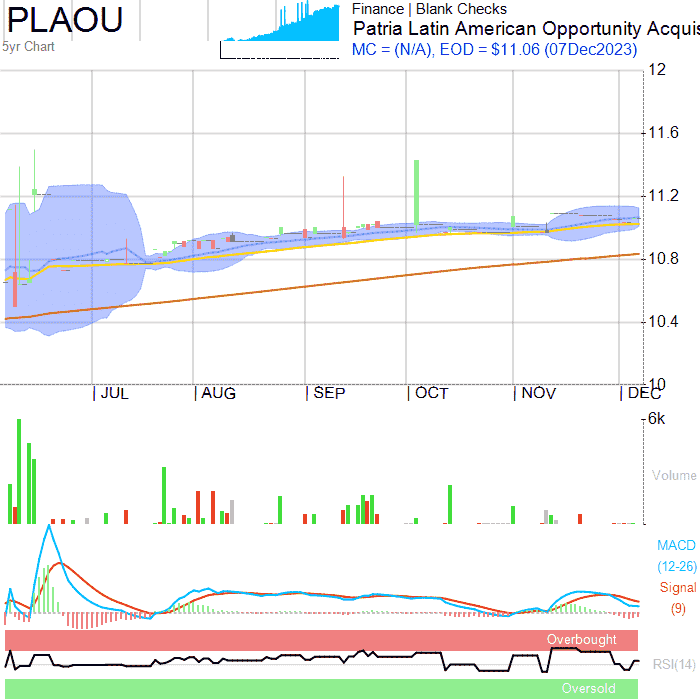 PLAOU
5yr Chart
Finance | Blank Checks
Patria Latin American Opportunity Acquis
MC = (N/A), EOD = $11.06 (07Dec2023)
12
11.6
11.2
10.8
10.4
10
JUL AUG SEP OCT NOV DEC
6k
Volume
MACD
(12-26)
Signal
(9)
Overbought
RSI(14)
Oversold